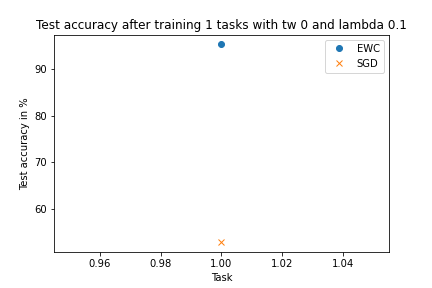 Test accuracy after training 1 tasks with tw 0 and lambda 0.1
EWC
SGD
90
80
70
60
Test accuracy in %
0.96 0.98 1.00 1.02 1.04
Task